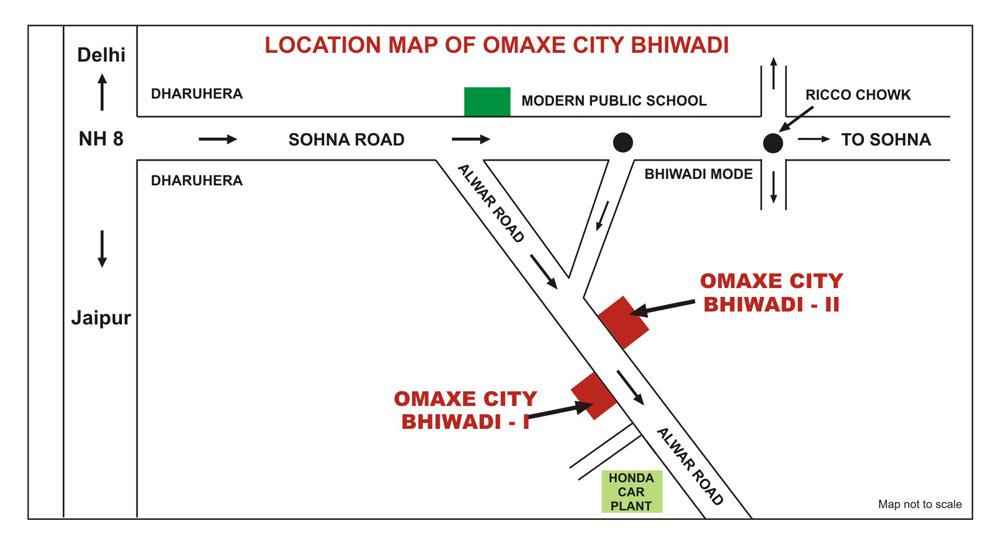 LOCATION MAP OF OMAXE CITY BHIWADI
Delhi
DHARUHERA
MODERN PUBLIC SCHOOL
RICCO CHOWK
NH 8
SOHNA ROAD
TO SOHNA
DHARUHERA
BHIWADI MODE
ALWAR ROAD
Jaipur
OMAXE CITY
BHIWADI - II
OMAXE CITY
BHIWADI - I
ALWAR ROAD
HONDA
CAR
PLANT
Map not to scale